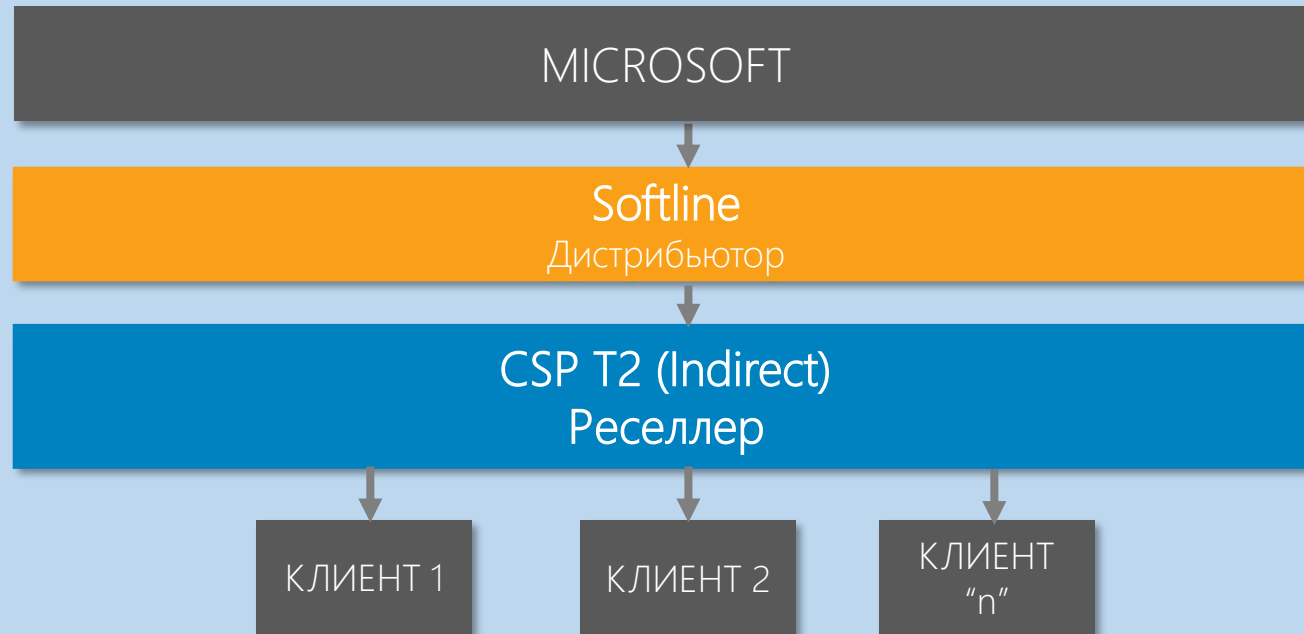 MICROSOFT
Softline
Дистрибьютор
CSP T2 (Indirect)
Реселлер
КЛИЕНТ 1
КЛИЕНТ 2
КЛИЕНТ
“n”